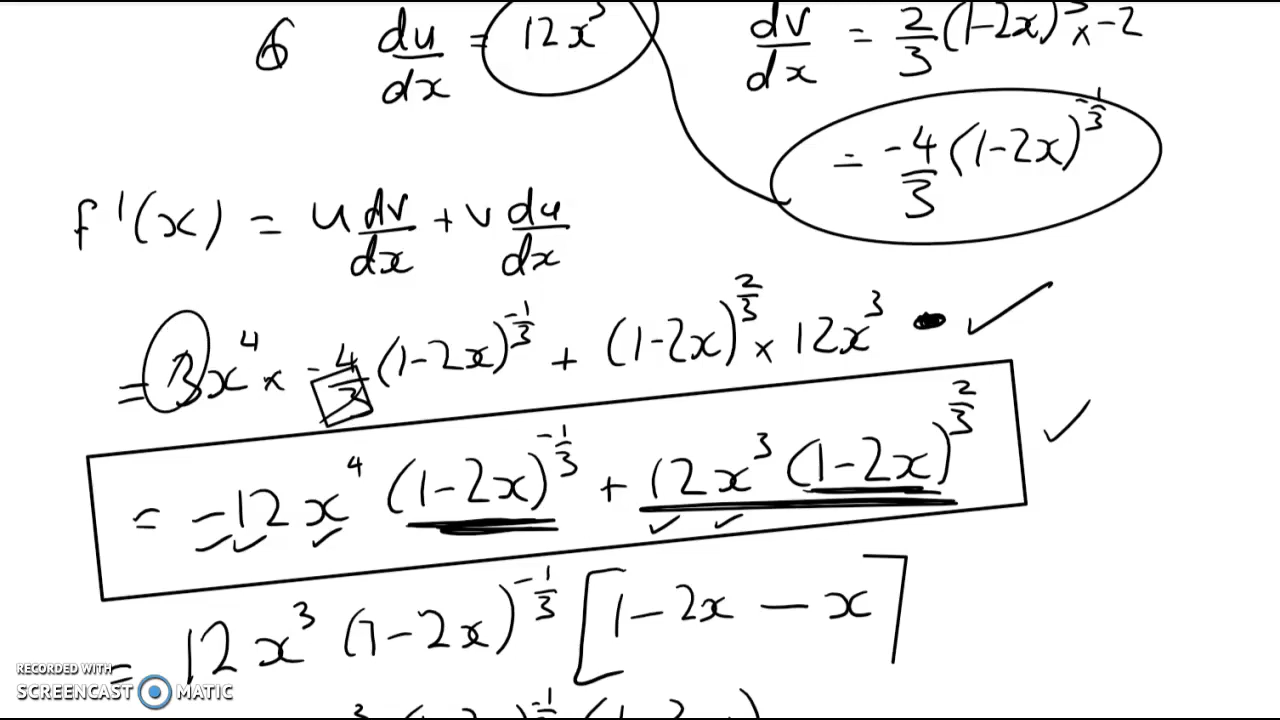 6 du/dx = 12x³ dv/dx = 2/3 (1-2x) × -2
= -4/3 (1-2x)^(-1/3)
f'(x) = u dv/dx + v du/dx
= 3x⁴ × -4/3 (1-2x)^(-1/3) + (1-2x)^(2/3) × 12x³ ✓
= -12x⁴ (1-2x)^(-1/3) + 12x³ (1-2x)^(2/3) ✓
= 12x³ (1-2x)^(-1/3) [1-2x - x]
RECORDED WITH
SCREENCAST MATIC